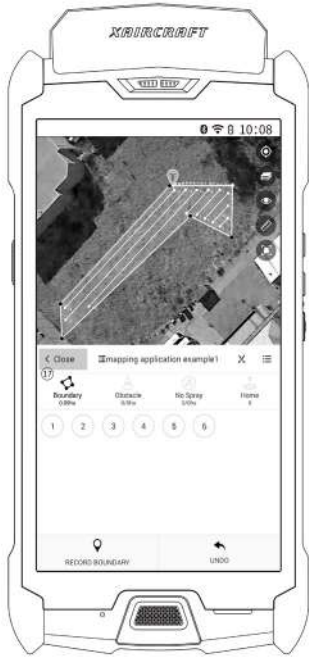 XAIRCRAFT
10:08
Close
mapping application example1
17
Boundary
Obstacle
No Spray
Home
0
1 2 3 4 5 6
RECORD BOUNDARY
UNDO